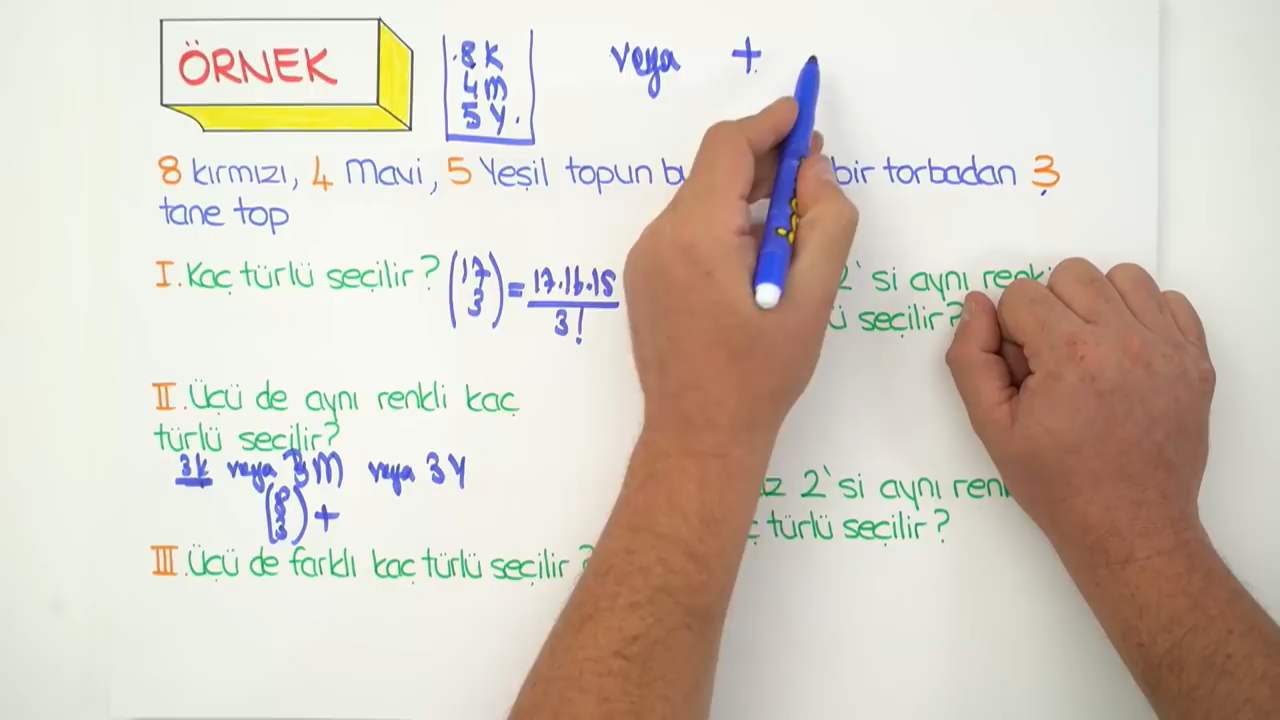 ÖRNEK
8 K
4 M
5 Y
veya +
8 kırmızı, 4 Mavi, 5 Yeşil topun bir torbadan 3
tane top
I. Kaç türlü seçilir? (17 3) = 17.16.15 / 3!
2'si aynı
seçilir?
II. Üçü de aynı renkli kaç
türlü seçilir?
3K veya 3M veya 3Y
(8 3) +
III. Üçü de farklı kaç türlü seçilir?
2'si aynı
türlü seçilir?